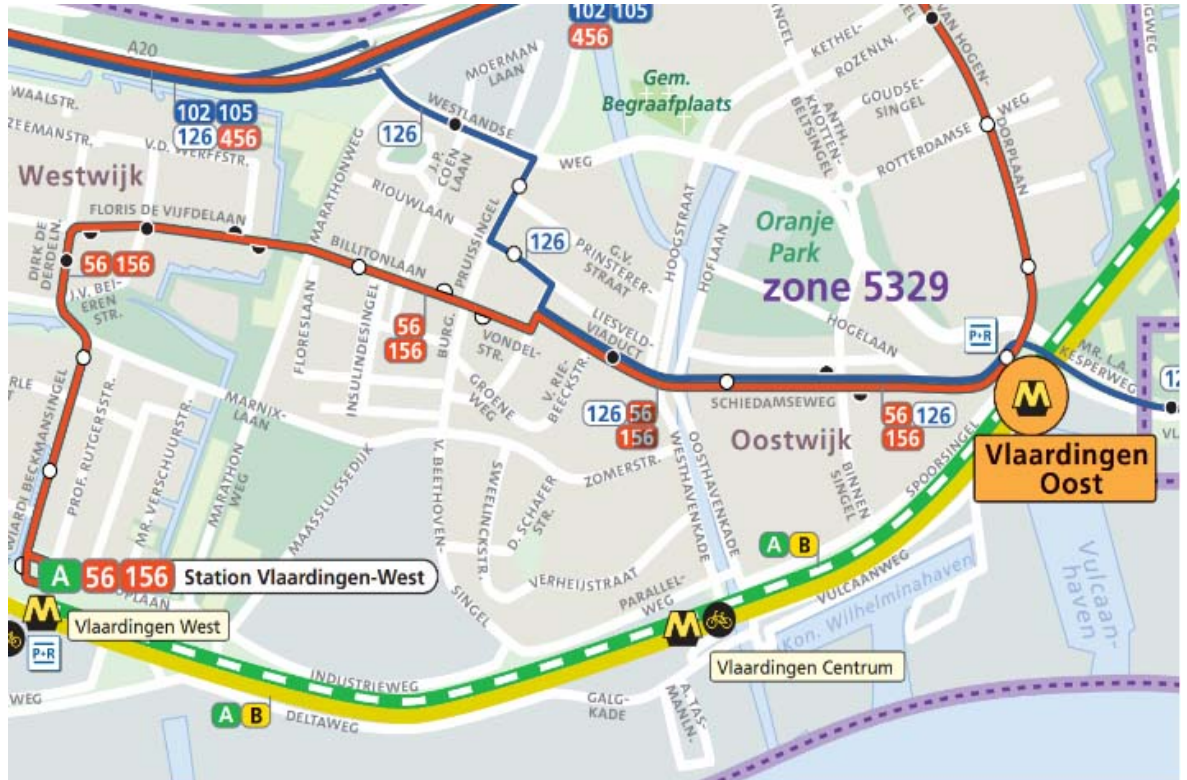 102 105
456
A20
MOERMAN
LAAN
KETHEL-
ROZENLN.
VAN HOGEN-
DORPLAAN
Gem.
Begraafplaats
GOUDSE-
SINGEL
WEG
ROTTERDAMSE
ANTH.
KNOTTEN-
BELTSINGEL
SINGEL
WAALSTR.
ZEEMANSTR.
102 105
126 456
V.D. WERFFSTR.
126
WESTLANDSE
WEG
J.P.
COEN
LAAN
MARATHONWEG
RIOUWLAAN
Westwijk
FLORIS DE VIJFDELAAN
DIRK DE
DERDELN.
56 156
J.V. BEI-
EREN
STR.
BILLITONLAAN
PRUISSINGEL
BURG.
126
G.V.
PRINSTERER-
STRAAT
HOOGSTRAAT
HOFLAAN
Oranje
Park
zone 5329
HOGELAAN
P+R
MR. L.A.
KESPERWEG
FLORESLAAN
INSULINDESINGEL
56
156
VONDEL-
STR.
LIESVELD-
VIADUCT
GROENE
WEG
V. RIE-
BEECKSTR.
126 56
156
SCHIEDAMSEWEG
56 126
156
Oostwijk
Vlaardingen
Oost
MARNIX-
LAAN
PROF. RUTGERSSTR.
MR. VERSCHUURSTR.
MARATHON
WEG
MAASSLUISSEDIJK
V. BEETHOVEN-
SINGEL
SWEELINCKSTR.
D. SCHAFER
STR.
ZOMERSTR.
WESTHAVENKADE
OOSTHAVENKADE
BINNEN
SINGEL
SPOORSINGEL
A B
A 56 156 Station Vlaardingen-West
Vlaardingen West
P+R
VERHEIJSTRAAT
PARALLEL-
WEG
VULCAANWEG
Kon. Wilhelminahaven
Vulcaan-
haven
Vlaardingen Centrum
INDUSTRIEWEG
A B
DELTAWEG
GALG-
KADE
A. TAS-
MANLN.
WEG